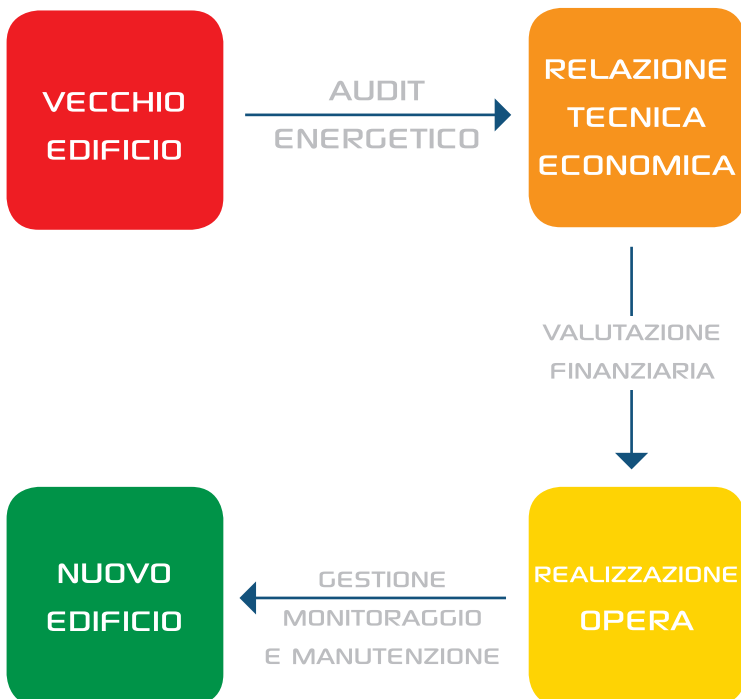 VECCHIO
EDIFICIO
AUDIT
ENERGETICO
RELAZIONE
TECNICA
ECONOMICA
VALUTAZIONE
FINANZIARIA
REALIZZAZIONE
OPERA
GESTIONE
MONITORAGGIO
E MANUTENZIONE
NUOVO
EDIFICIO